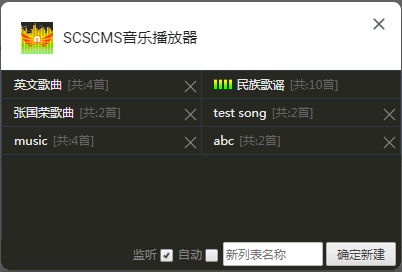 SCSCMS音乐播放器
英文歌曲 [共:4首] 民族歌谣 [共:10首]
张国荣歌曲 [共:2首] test song [共:2首]
music [共:4首] abc [共:2首]
监听 自动 新列表名称 确定新建